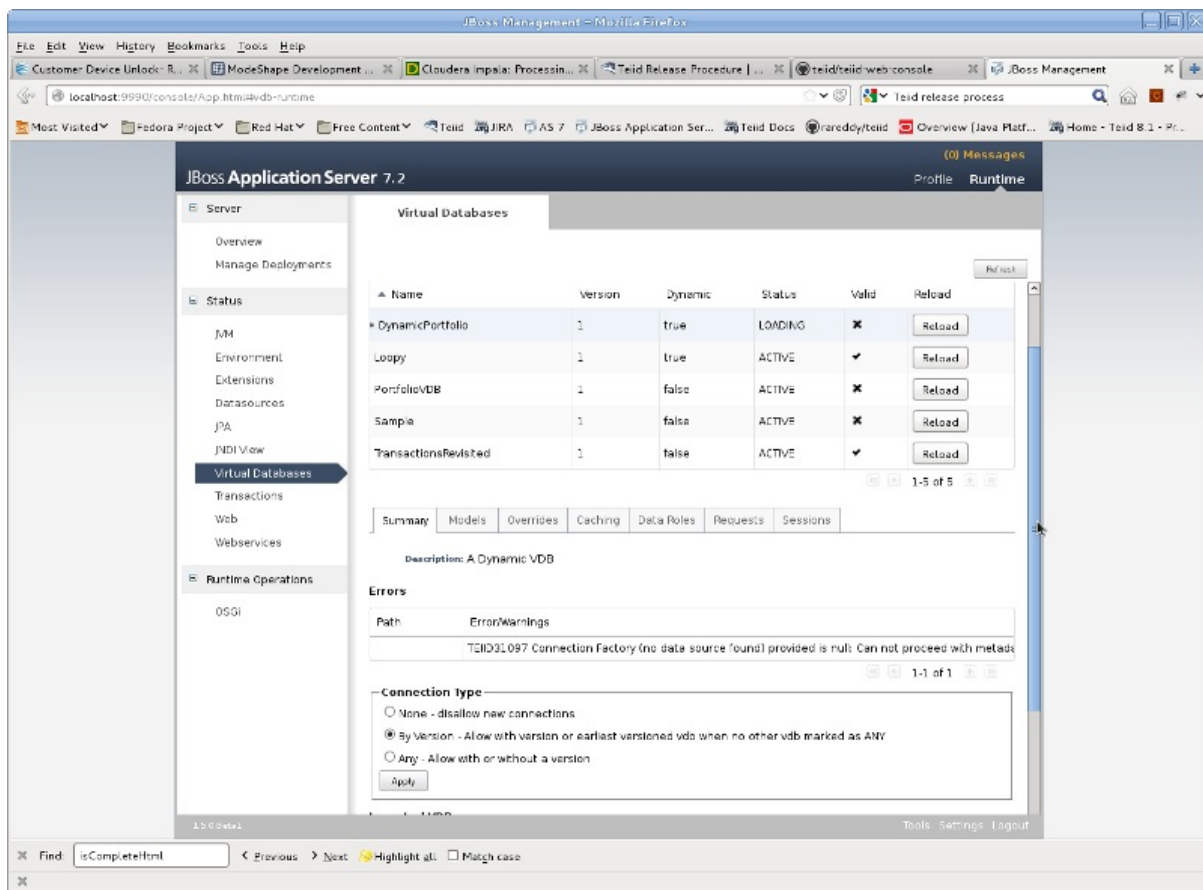 JBoss Management - Mozilla Firefox
File Edit View History Bookmarks Tools Help
Customer Device Unlock- R... ModeShape Development ... Cloudera Impala: Processin... Teiid Release Procedure | ... teiid/teiid-web-console JBoss Management
localhost:9990/console/App.html#vdb-runtime Teiid release process
Most Visited Fedora Project Red Hat Free Content Teiid JIRA AS 7 JBoss Application Ser... Teiid Docs rareddy/teiid Overview (Java Platf... Home - Teiid 8.1 - Pr...
(0) Messages
JBoss Application Server 7.2
Profile Runtime
Server
Overview
Manage Deployments
Status
JVM
Environment
Extensions
Datasources
JPA
JNDI View
Virtual Databases
Transactions
Web
Webservices
Runtime Operations
OSGi
Virtual Databases
Refresh
Name Version Dynamic Status Valid Reload
DynamicPortfolio 1 true LOADING Reload
Loopy 1 true ACTIVE Reload
PortfolioVDB 1 false ACTIVE Reload
Sample 1 false ACTIVE Reload
TransactionsRevisited 1 false ACTIVE Reload
1-5 of 5
Summary Models Overrides Caching Data Roles Requests Sessions
Description: A Dynamic VDB
Errors
Path Error/Warnings
TEIID31097 Connection Factory (no data source found) provided is null; Can not proceed with metada
1-1 of 1
Connection Type
None - disallow new connections
By Version - Allow with version or earliest versioned vdb when no other vdb marked as ANY
Any - Allow with or without a version
Apply
1.5.0.Beta1
Tools Settings Logout
Find: isCompleteHtml Previous Next Highlight all Match case